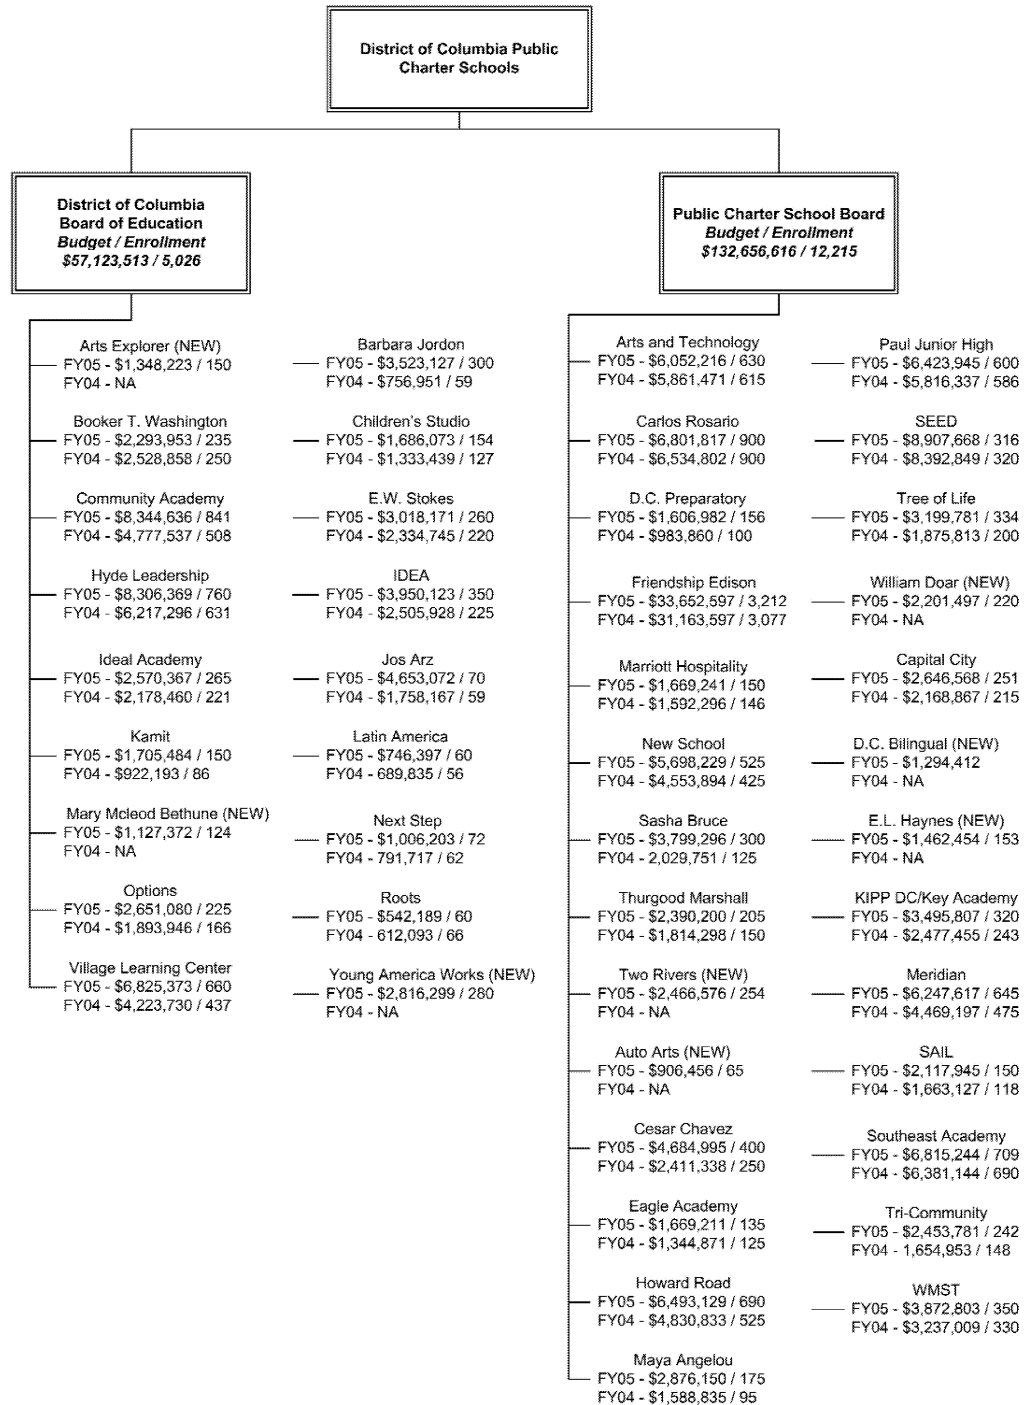 District of Columbia Public
Charter Schools
District of Columbia
Board of Education
Budget / Enrollment
$57,123,513 / 5,026
Arts Explorer (NEW)
FY05 - $1,348,223 / 150
FY04 - NA
Booker T. Washington
FY05 - $2,293,953 / 235
FY04 - $2,528,858 / 250
Community Academy
FY05 - $8,344,636 / 841
FY04 - $4,777,537 / 508
Hyde Leadership
FY05 - $8,306,369 / 760
FY04 - $6,217,296 / 631
Ideal Academy
FY05 - $2,570,367 / 265
FY04 - $2,178,460 / 221
Kamit
FY05 - $1,705,484 / 150
FY04 - $922,193 / 86
Mary Mcleod Bethune (NEW)
FY05 - $1,127,372 / 124
FY04 - NA
Options
FY05 - $2,651,080 / 225
FY04 - $1,893,946 / 166
Village Learning Center
FY05 - $6,825,373 / 660
FY04 - $4,223,730 / 437
Barbara Jordon
FY05 - $3,523,127 / 300
FY04 - $756,951 / 59
Children's Studio
FY05 - $1,686,073 / 154
FY04 - $1,333,439 / 127
E.W. Stokes
FY05 - $3,018,171 / 260
FY04 - $2,334,745 / 220
IDEA
FY05 - $3,950,123 / 350
FY04 - $2,505,928 / 225
Jos Arz
FY05 - $4,653,072 / 70
FY04 - $1,758,167 / 59
Latin America
FY05 - $746,397 / 60
FY04 - 689,835 / 56
Next Step
FY05 - $1,006,203 / 72
FY04 - 791,717 / 62
Roots
FY05 - $542,189 / 60
FY04 - 612,093 / 66
Young America Works (NEW)
FY05 - $2,816,299 / 280
FY04 - NA
Public Charter School Board
Budget / Enrollment
$132,656,616 / 12,215
Arts and Technology
FY05 - $6,052,216 / 630
FY04 - $5,861,471 / 615
Carlos Rosario
FY05 - $6,801,817 / 900
FY04 - $6,534,802 / 900
D.C. Preparatory
FY05 - $1,606,982 / 156
FY04 - $983,860 / 100
Friendship Edison
FY05 - $33,652,597 / 3,212
FY04 - $31,163,597 / 3,077
Marriott Hospitality
FY05 - $1,669,241 / 150
FY04 - $1,592,296 / 146
New School
FY05 - $5,698,229 / 525
FY04 - $4,553,894 / 425
Sasha Bruce
FY05 - $3,799,296 / 300
FY04 - 2,029,751 / 125
Thurgood Marshall
FY05 - $2,390,200 / 205
FY04 - $1,814,298 / 150
Two Rivers (NEW)
FY05 - $2,466,576 / 254
FY04 - NA
Auto Arts (NEW)
FY05 - $906,456 / 65
FY04 - NA
Cesar Chavez
FY05 - $4,684,995 / 400
FY04 - $2,411,338 / 250
Eagle Academy
FY05 - $1,669,211 / 135
FY04 - $1,344,871 / 125
Howard Road
FY05 - $6,493,129 / 690
FY04 - $4,830,833 / 525
Maya Angelou
FY05 - $2,876,150 / 175
FY04 - $1,588,835 / 95
Paul Junior High
FY05 - $6,423,945 / 600
FY04 - $5,816,337 / 586
SEED
FY05 - $8,907,668 / 316
FY04 - $8,392,849 / 320
Tree of Life
FY05 - $3,199,781 / 334
FY04 - $1,875,813 / 200
William Doar (NEW)
FY05 - $2,201,497 / 220
FY04 - NA
Capital City
FY05 - $2,646,568 / 251
FY04 - $2,168,867 / 215
D.C. Bilingual (NEW)
FY05 - $1,294,412
FY04 - NA
E.L. Haynes (NEW)
FY05 - $1,462,454 / 153
FY04 - NA
KIPP DC/Key Academy
FY05 - $3,495,807 / 320
FY04 - $2,477,455 / 243
Meridian
FY05 - $6,247,617 / 645
FY04 - $4,469,197 / 475
SAIL
FY05 - $2,117,945 / 150
FY04 - $1,663,127 / 118
Southeast Academy
FY05 - $6,815,244 / 709
FY04 - $6,381,144 / 690
Tri-Community
FY05 - $2,453,781 / 242
FY04 - 1,654,953 / 148
WMST
FY05 - $3,872,803 / 350
FY04 - $3,237,009 / 330